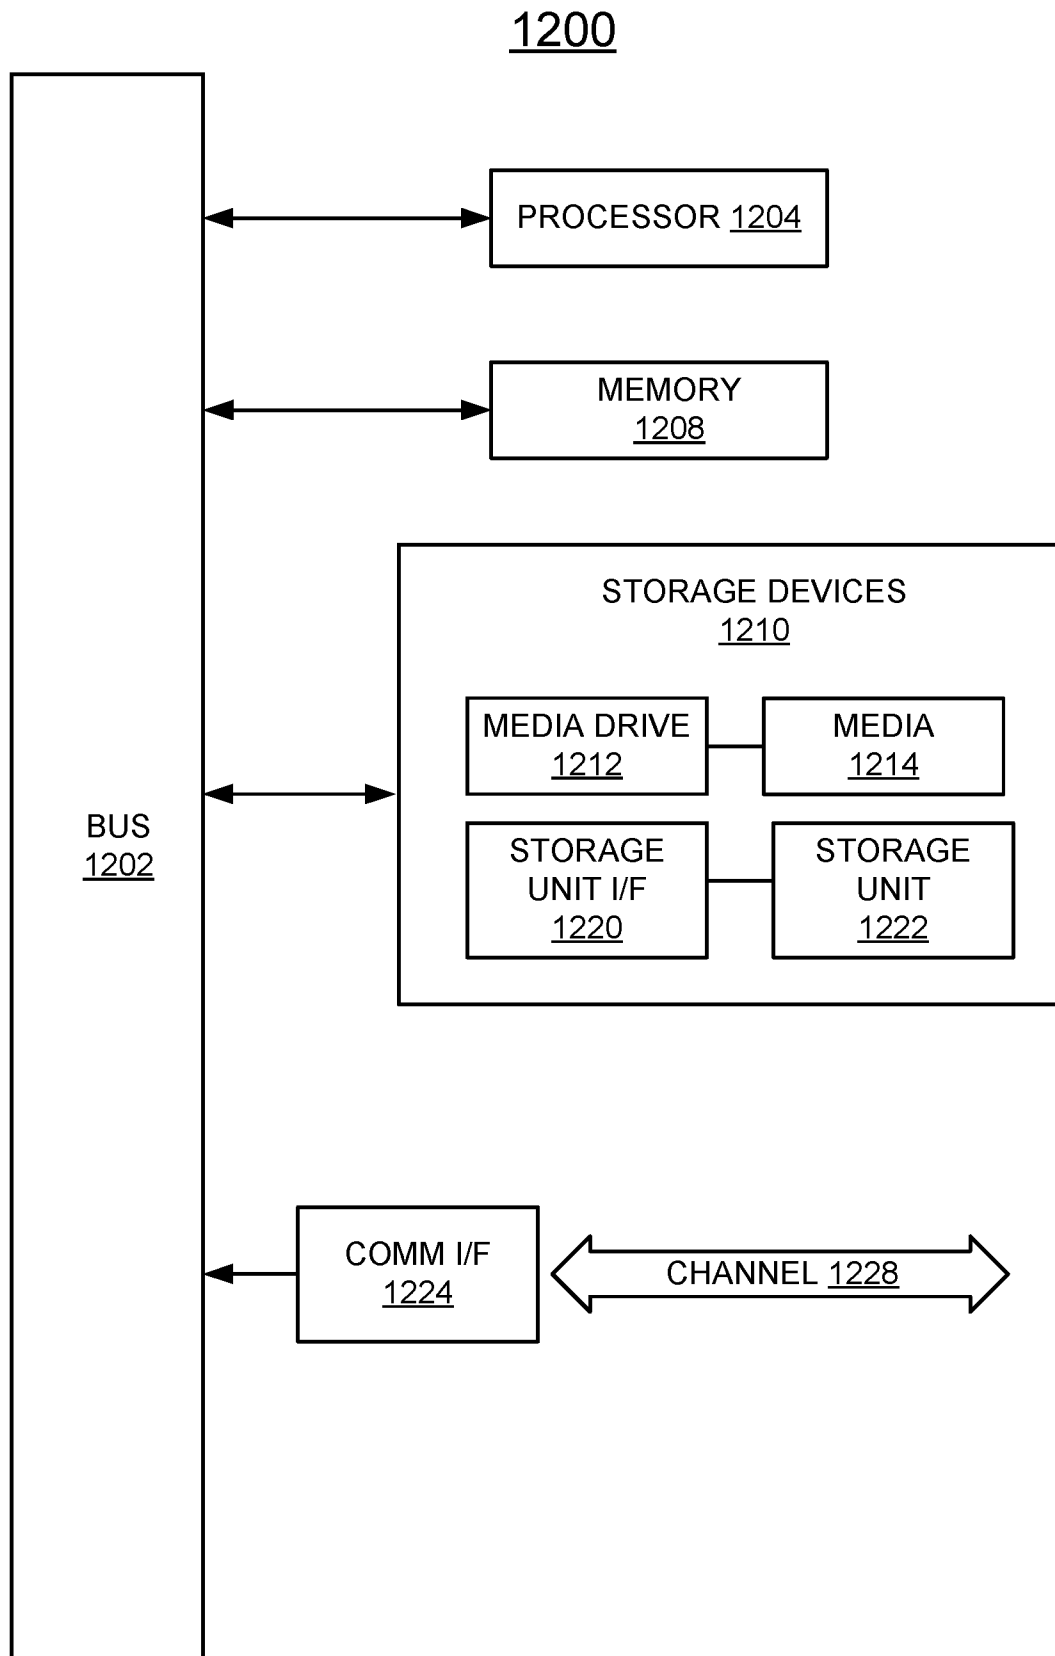 1200
PROCESSOR 1204
MEMORY
1208
STORAGE DEVICES
1210
MEDIA DRIVE
1212
MEDIA
1214
BUS
1202
STORAGE
UNIT I/F
1220
STORAGE
UNIT
1222
COMM I/F
1224
CHANNEL 1228